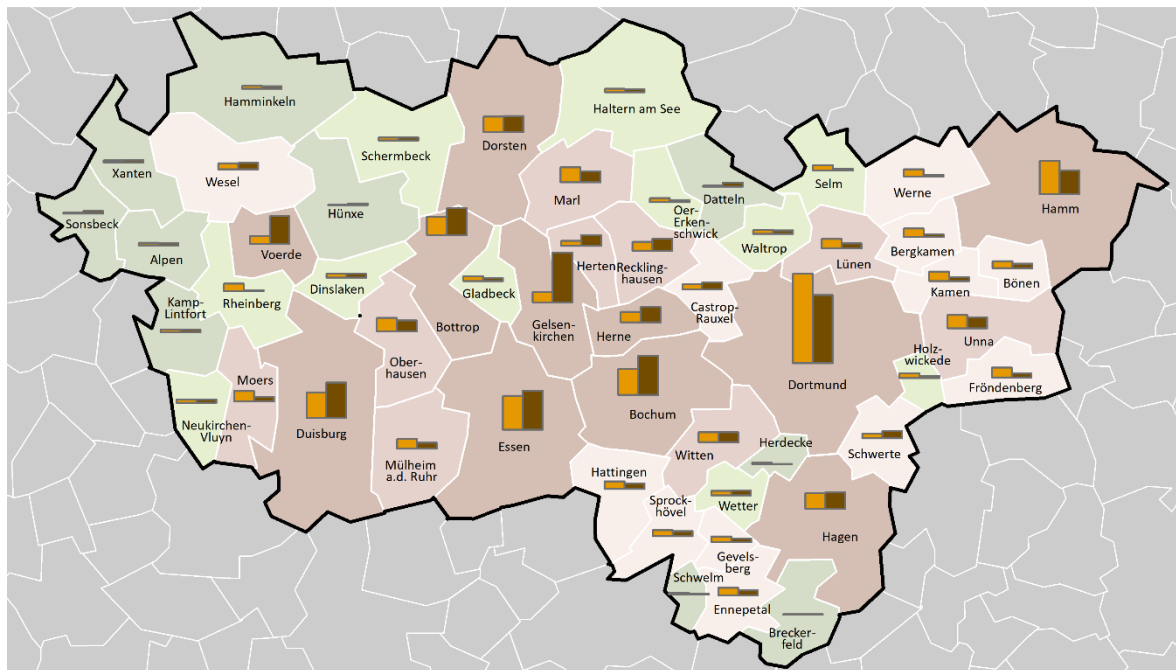 Hamminkeln
Haltern am See
Dorsten
Schermbeck
Xanten
Wesel
Marl
Datteln
Selm
Werne
Hamm
Sonsbeck
Hünxe
Oer-
Erken-
schwick
Alpen
Voerde
Waltrop
Bergkamen
Herten
Reckling-
hausen
Lünen
Rheinberg
Dinslaken
Gladbeck
Kamen
Bönen
Kamp-
Lintfort
Bottrop
Gelsen-
kirchen
Herne
Castrop-
Rauxel
Unna
Ober-
hausen
Holz-
wickede
Moers
Dortmund
Fröndenberg
Neukirchen-
Vluyn
Duisburg
Essen
Bochum
Mülheim
a.d. Ruhr
Witten
Herdecke
Schwerte
Hattingen
Sprock-
hövel
Wetter
Hagen
Gevels-
berg
Schwelm
Ennepetal
Brecker-
feld